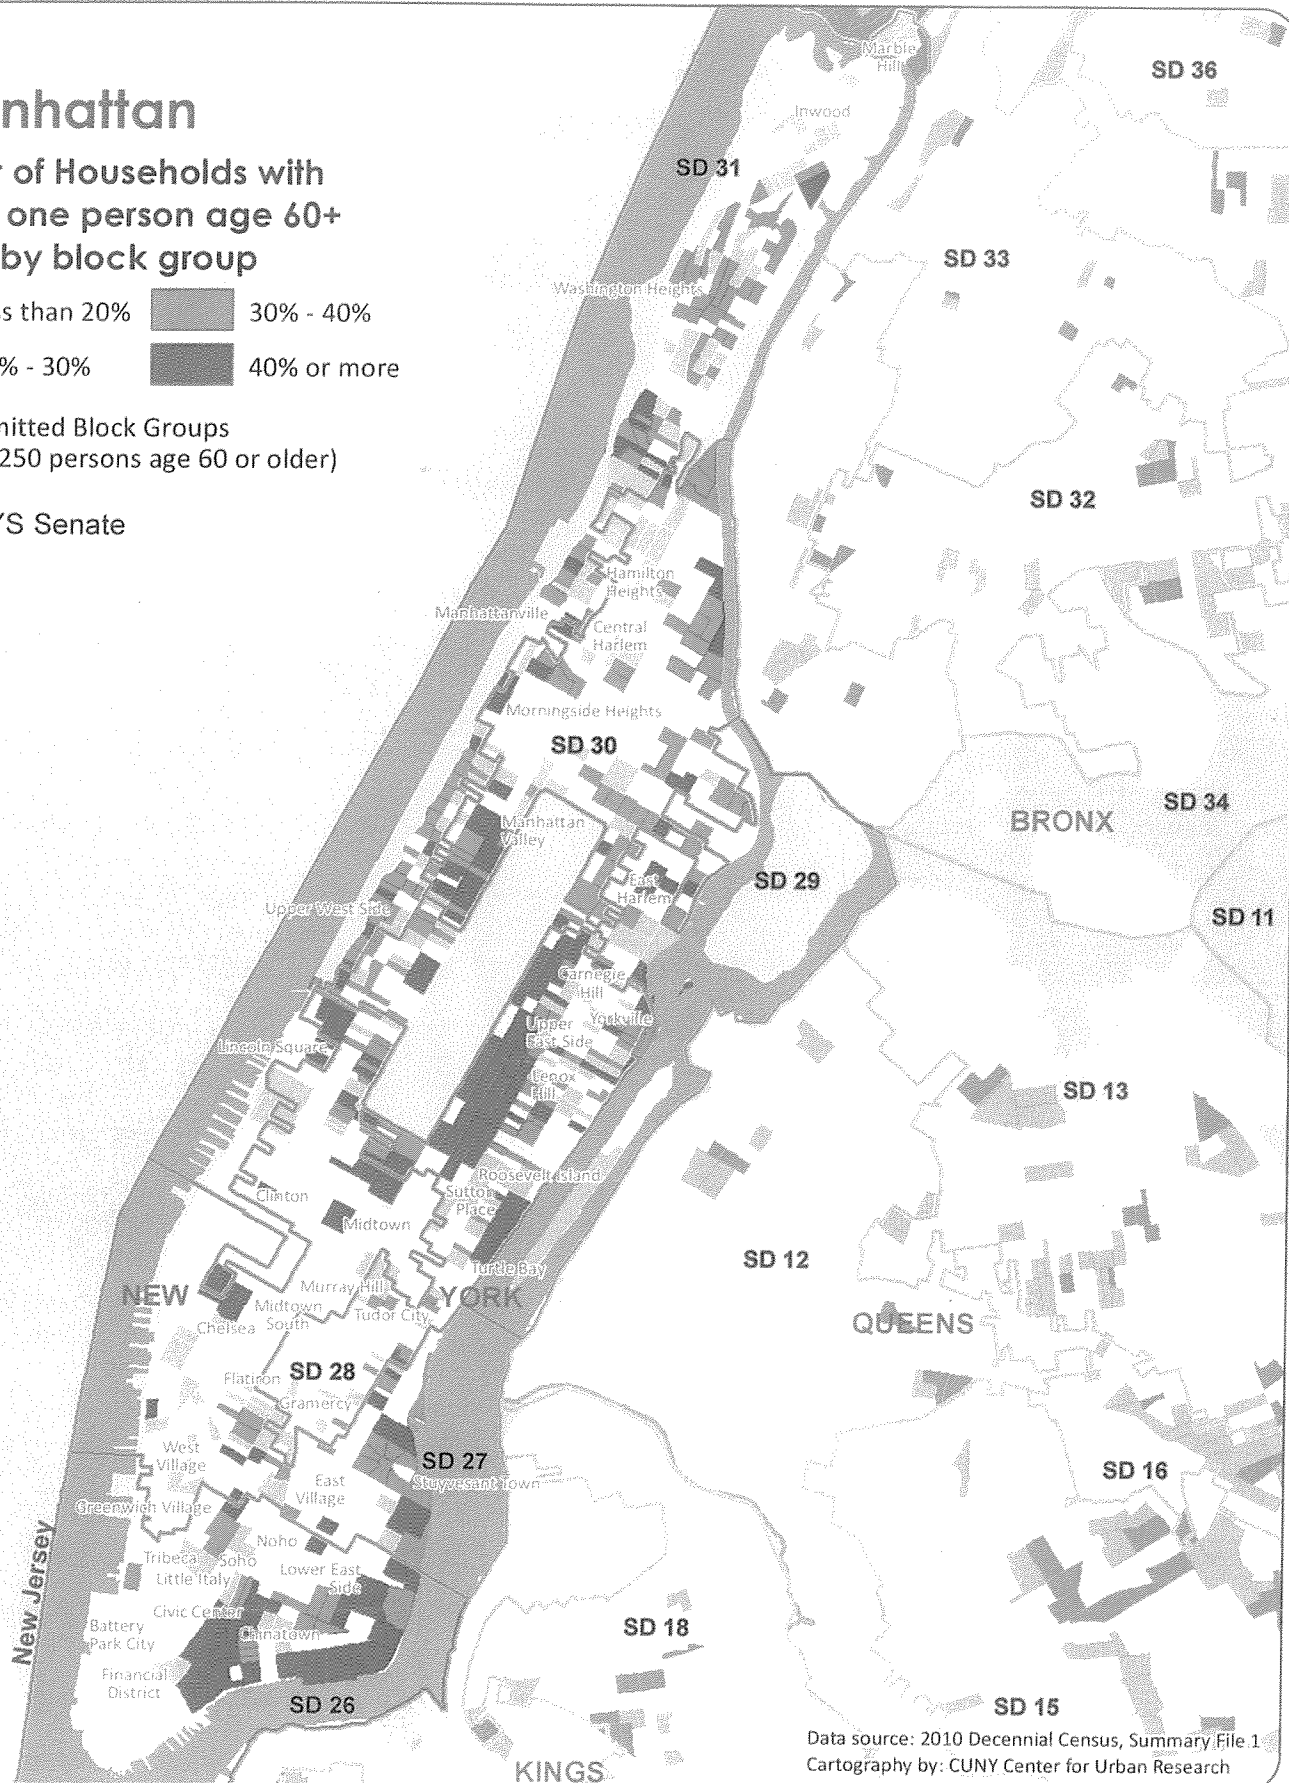 nhattan
r of Households with
one person age 60+
by block group
ss than 20%
30% - 40%
% - 30%
40% or more
nitted Block Groups
250 persons age 60 or older)
YS Senate
Marble
Hill
SD 36
Inwood
SD 31
SD 33
Washington Heights
SD 32
Hamilton
Heights
Manhattanville
Central
Harlem
Morningside Heights
SD 30
SD 34
BRONX
Manhattan
Valley
SD 29
East
Harlem
Upper West Side
SD 11
Carnegie
Hill
Yorkville
Upper
East Side
Lincoln Square
Lenox
Hill
SD 13
Roosevelt Island
Sutton
Place
Clinton
Midtown
SD 12
Turtle Bay
NEW
YORK
Murray Hill
Midtown
South
Tudor City
Chelsea
QUEENS
Flatiron
SD 28
Gramercy
West
Village
SD 27
Stuyvesant Town
SD 16
East
Village
Greenwich Village
Noho
Tribeca
Soho
Little Italy
Lower East
Side
New Jersey
Civic Center
Chinatown
Battery
Park City
SD 18
Financial
District
SD 26
SD 15
Data source: 2010 Decennial Census, Summary File 1
Cartography by: CUNY Center for Urban Research
KINGS